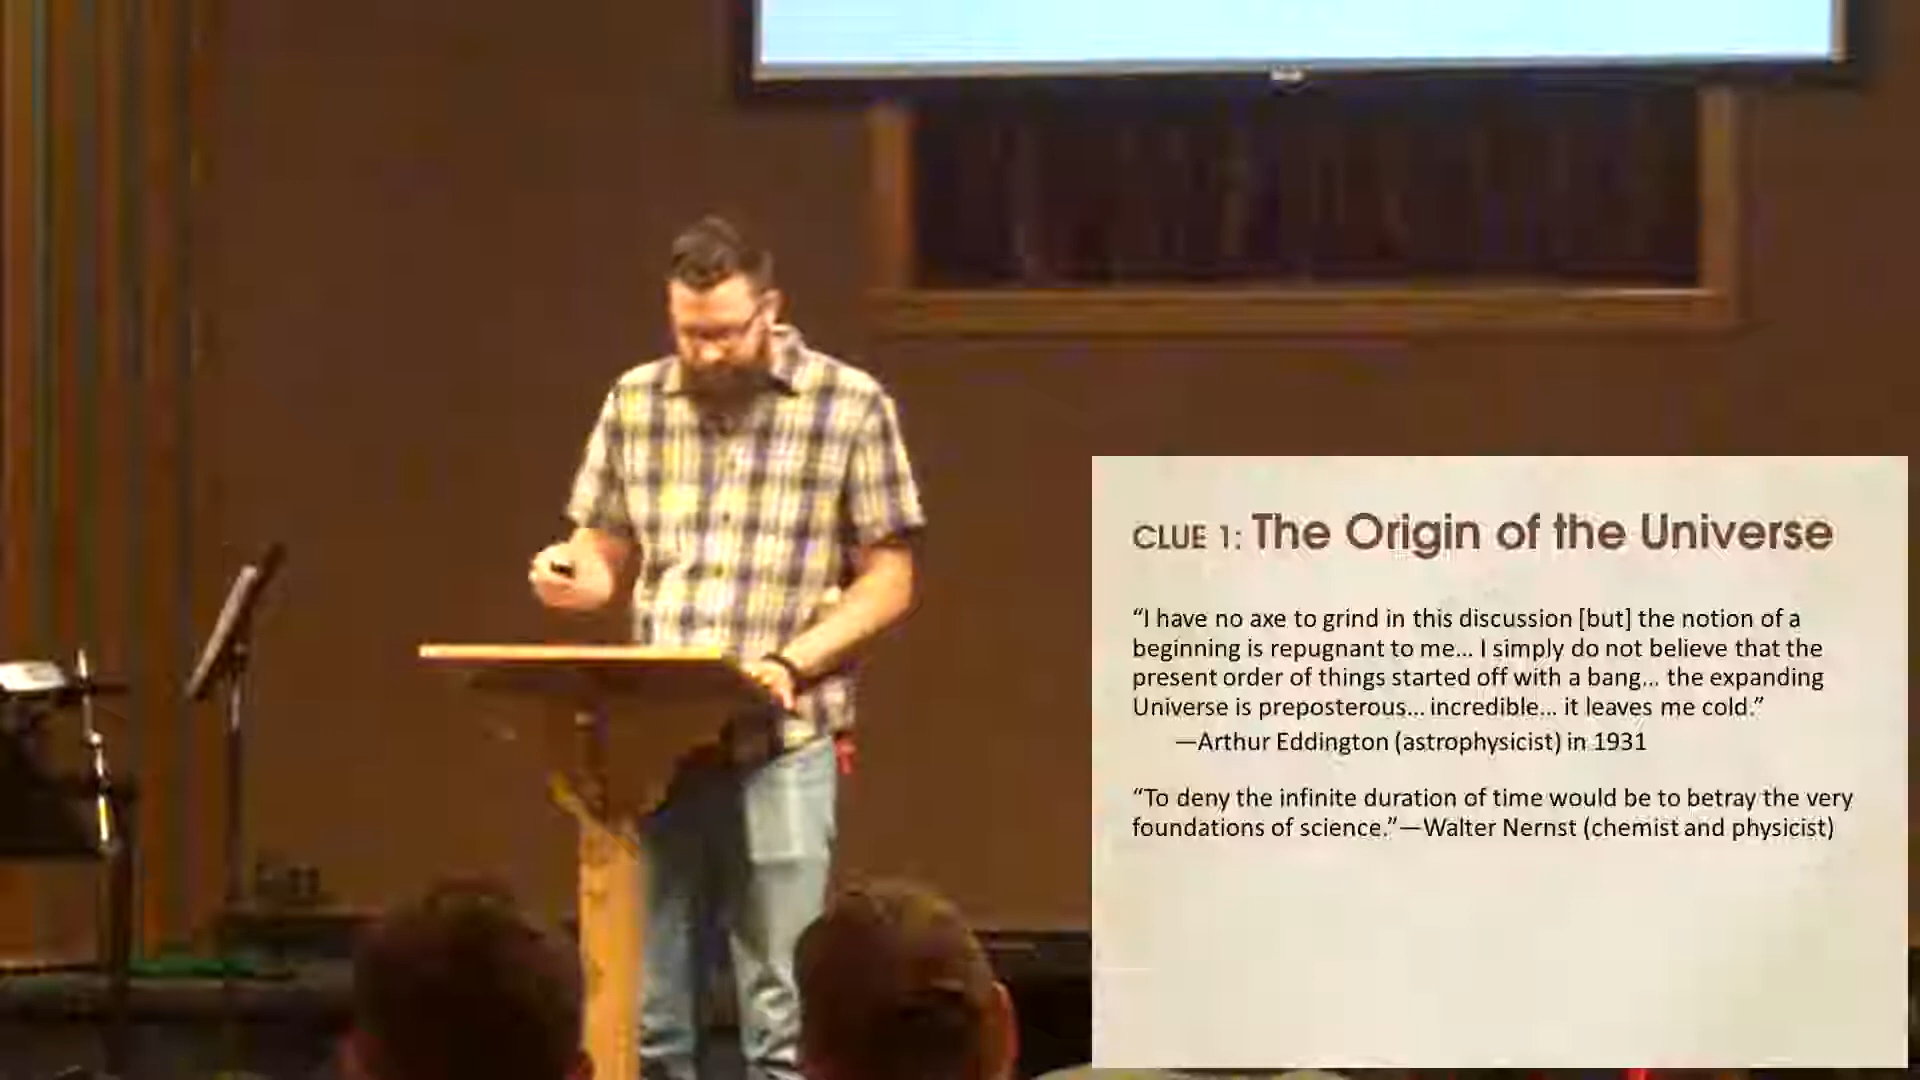 CLUE 1: The Origin of the Universe
“I have no axe to grind in this discussion [but] the notion of a
beginning is repugnant to me... I simply do not believe that the
present order of things started off with a bang... the expanding
Universe is preposterous... incredible... it leaves me cold.”
—Arthur Eddington (astrophysicist) in 1931
“To deny the infinite duration of time would be to betray the very
foundations of science.”—Walter Nernst (chemist and physicist)